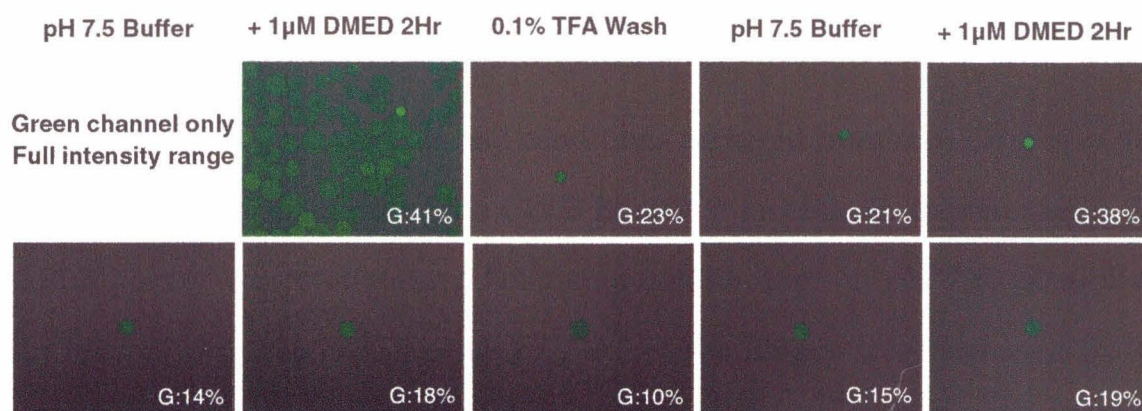 pH 7.5 Buffer
+ 1µM DMED 2Hr
0.1% TFA Wash
pH 7.5 Buffer
+ 1µM DMED 2Hr
Green channel only
Full intensity range
G:41%
G:23%
G:21%
G:38%
G:14%
G:18%
G:10%
G:15%
G:19%